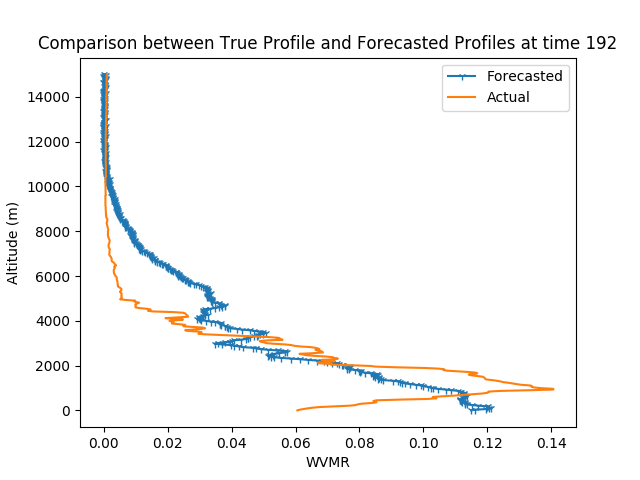 Comparison between True Profile and Forecasted Profiles at time 192
Forecasted
Actual
14000
12000
10000
8000
6000
4000
2000
0
Altitude (m)
0.00 0.02 0.04 0.06 0.08 0.10 0.12 0.14
WVMR